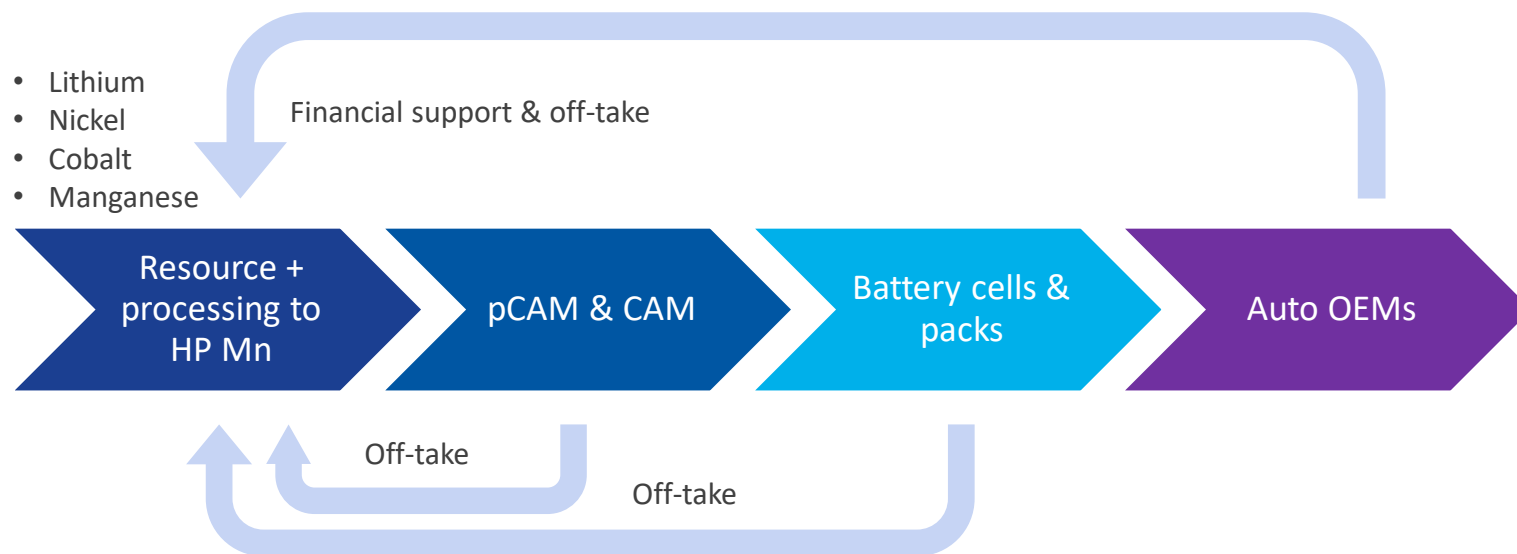 • Lithium
• Nickel
• Cobalt
• Manganese
Financial support & off-take
Resource +
processing to
HP Mn
pCAM & CAM
Battery cells &
packs
Auto OEMs
Off-take
Off-take